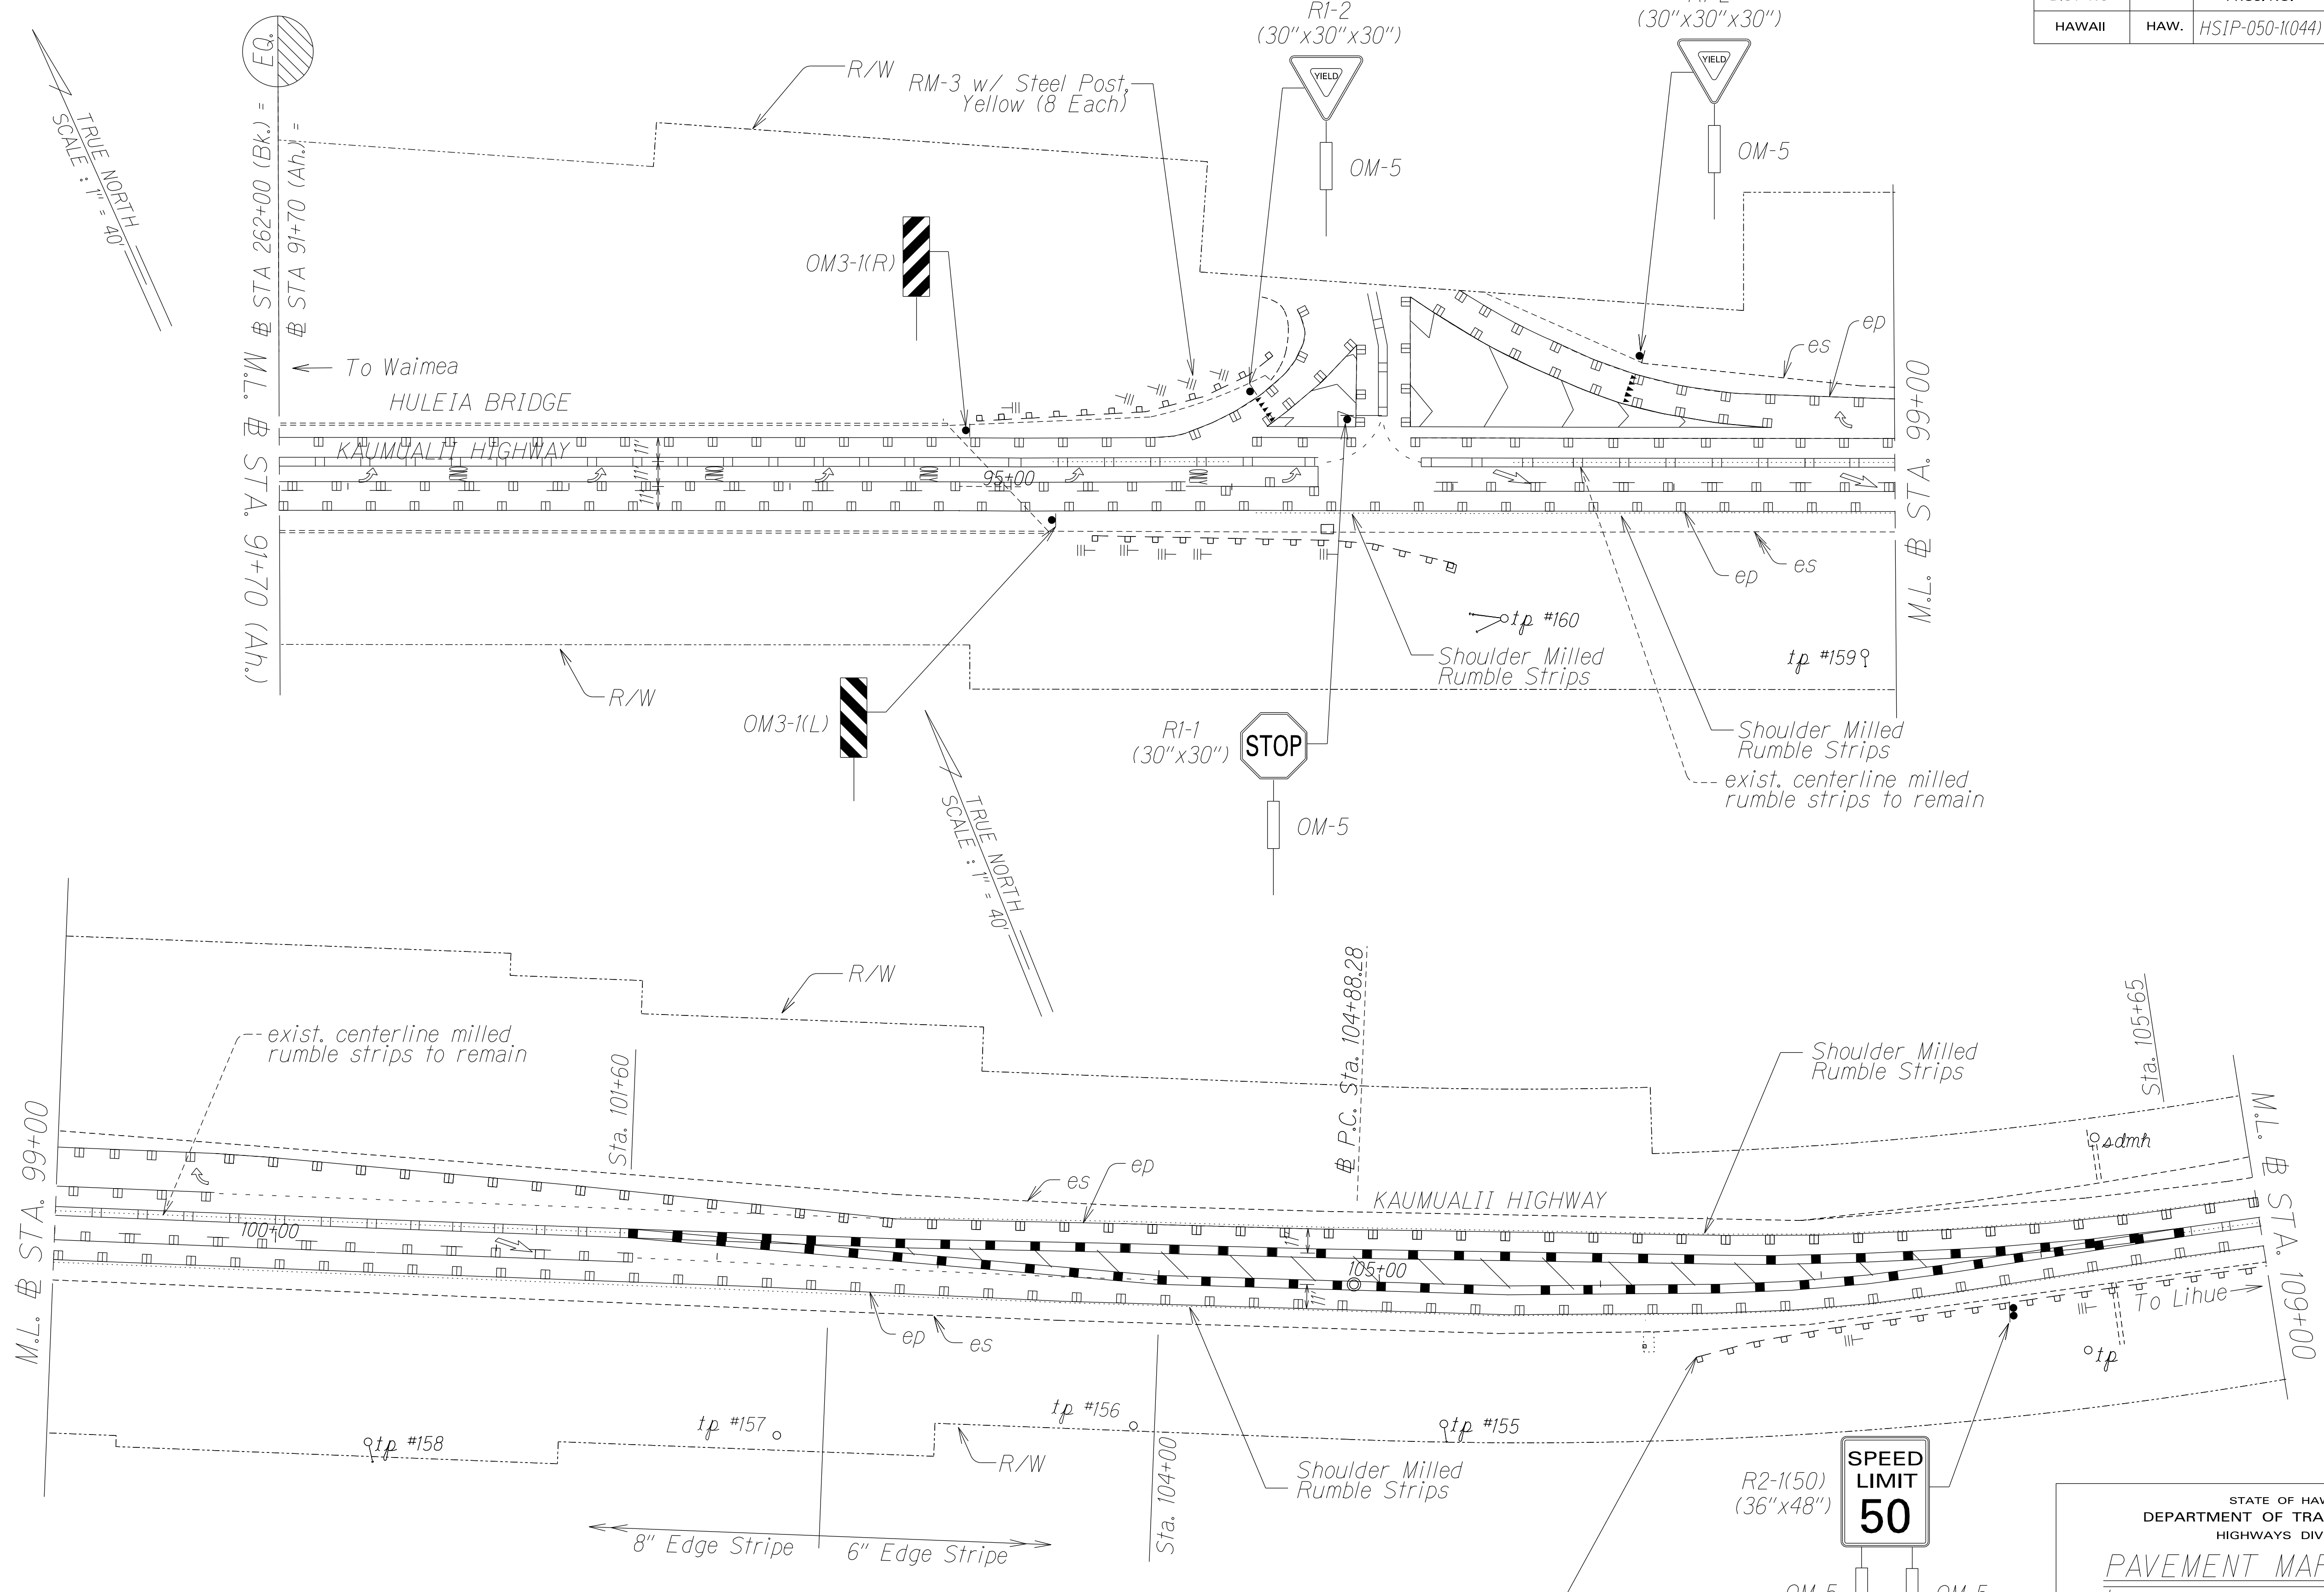 HAWAII HAW. HSIP-050-1(044)
EQ.
TRUE NORTH
SCALE : 1" = 40'
℄ STA 262+00 (Bk.) =
℄ STA 91+70 (Ah.) =
R/W
RM-3 w/ Steel Post,
Yellow (8 Each)
R1-2
(30"x30"x30")
YIELD
OM-5
(30"x30"x30")
YIELD
OM-5
OM3-1(R)
To Waimea
HULEIA BRIDGE
KAUMUALII HIGHWAY
11'
11'
11'
ONLY
ONLY
ONLY
ONLY
95+00
es
ep
M.L. ℄ STA. 91+70 (Ah.)
M.L. ℄ STA. 99+00
ep
es
tp #160
tp #159
Shoulder Milled
Rumble Strips
R/W
OM3-1(L)
R1-1
(30"x30")
STOP
OM-5
Shoulder Milled
Rumble Strips
exist. centerline milled
rumble strips to remain
TRUE NORTH
SCALE : 1" = 40'
M.L. ℄ STA. 99+00
exist. centerline milled
rumble strips to remain
Sta. 101+60
R/W
℄ P.C. Sta. 104+88.28
Shoulder Milled
Rumble Strips
Sta. 105+65
sdmh
M.L. ℄ STA. 109+00
es
ep
KAUMUALII HIGHWAY
100+00
11'
105+00
11'
To Lihue
ep
es
tp
tp #158
tp #157
tp #156
tp #155
R/W
Sta. 104+00
Shoulder Milled
Rumble Strips
8" Edge Stripe
6" Edge Stripe
R2-1(50)
(36"x48")
SPEED
LIMIT
50
OM-5
OM-5
STATE OF
DEPARTMENT OF
HIGHWAYS
PAVEMENT